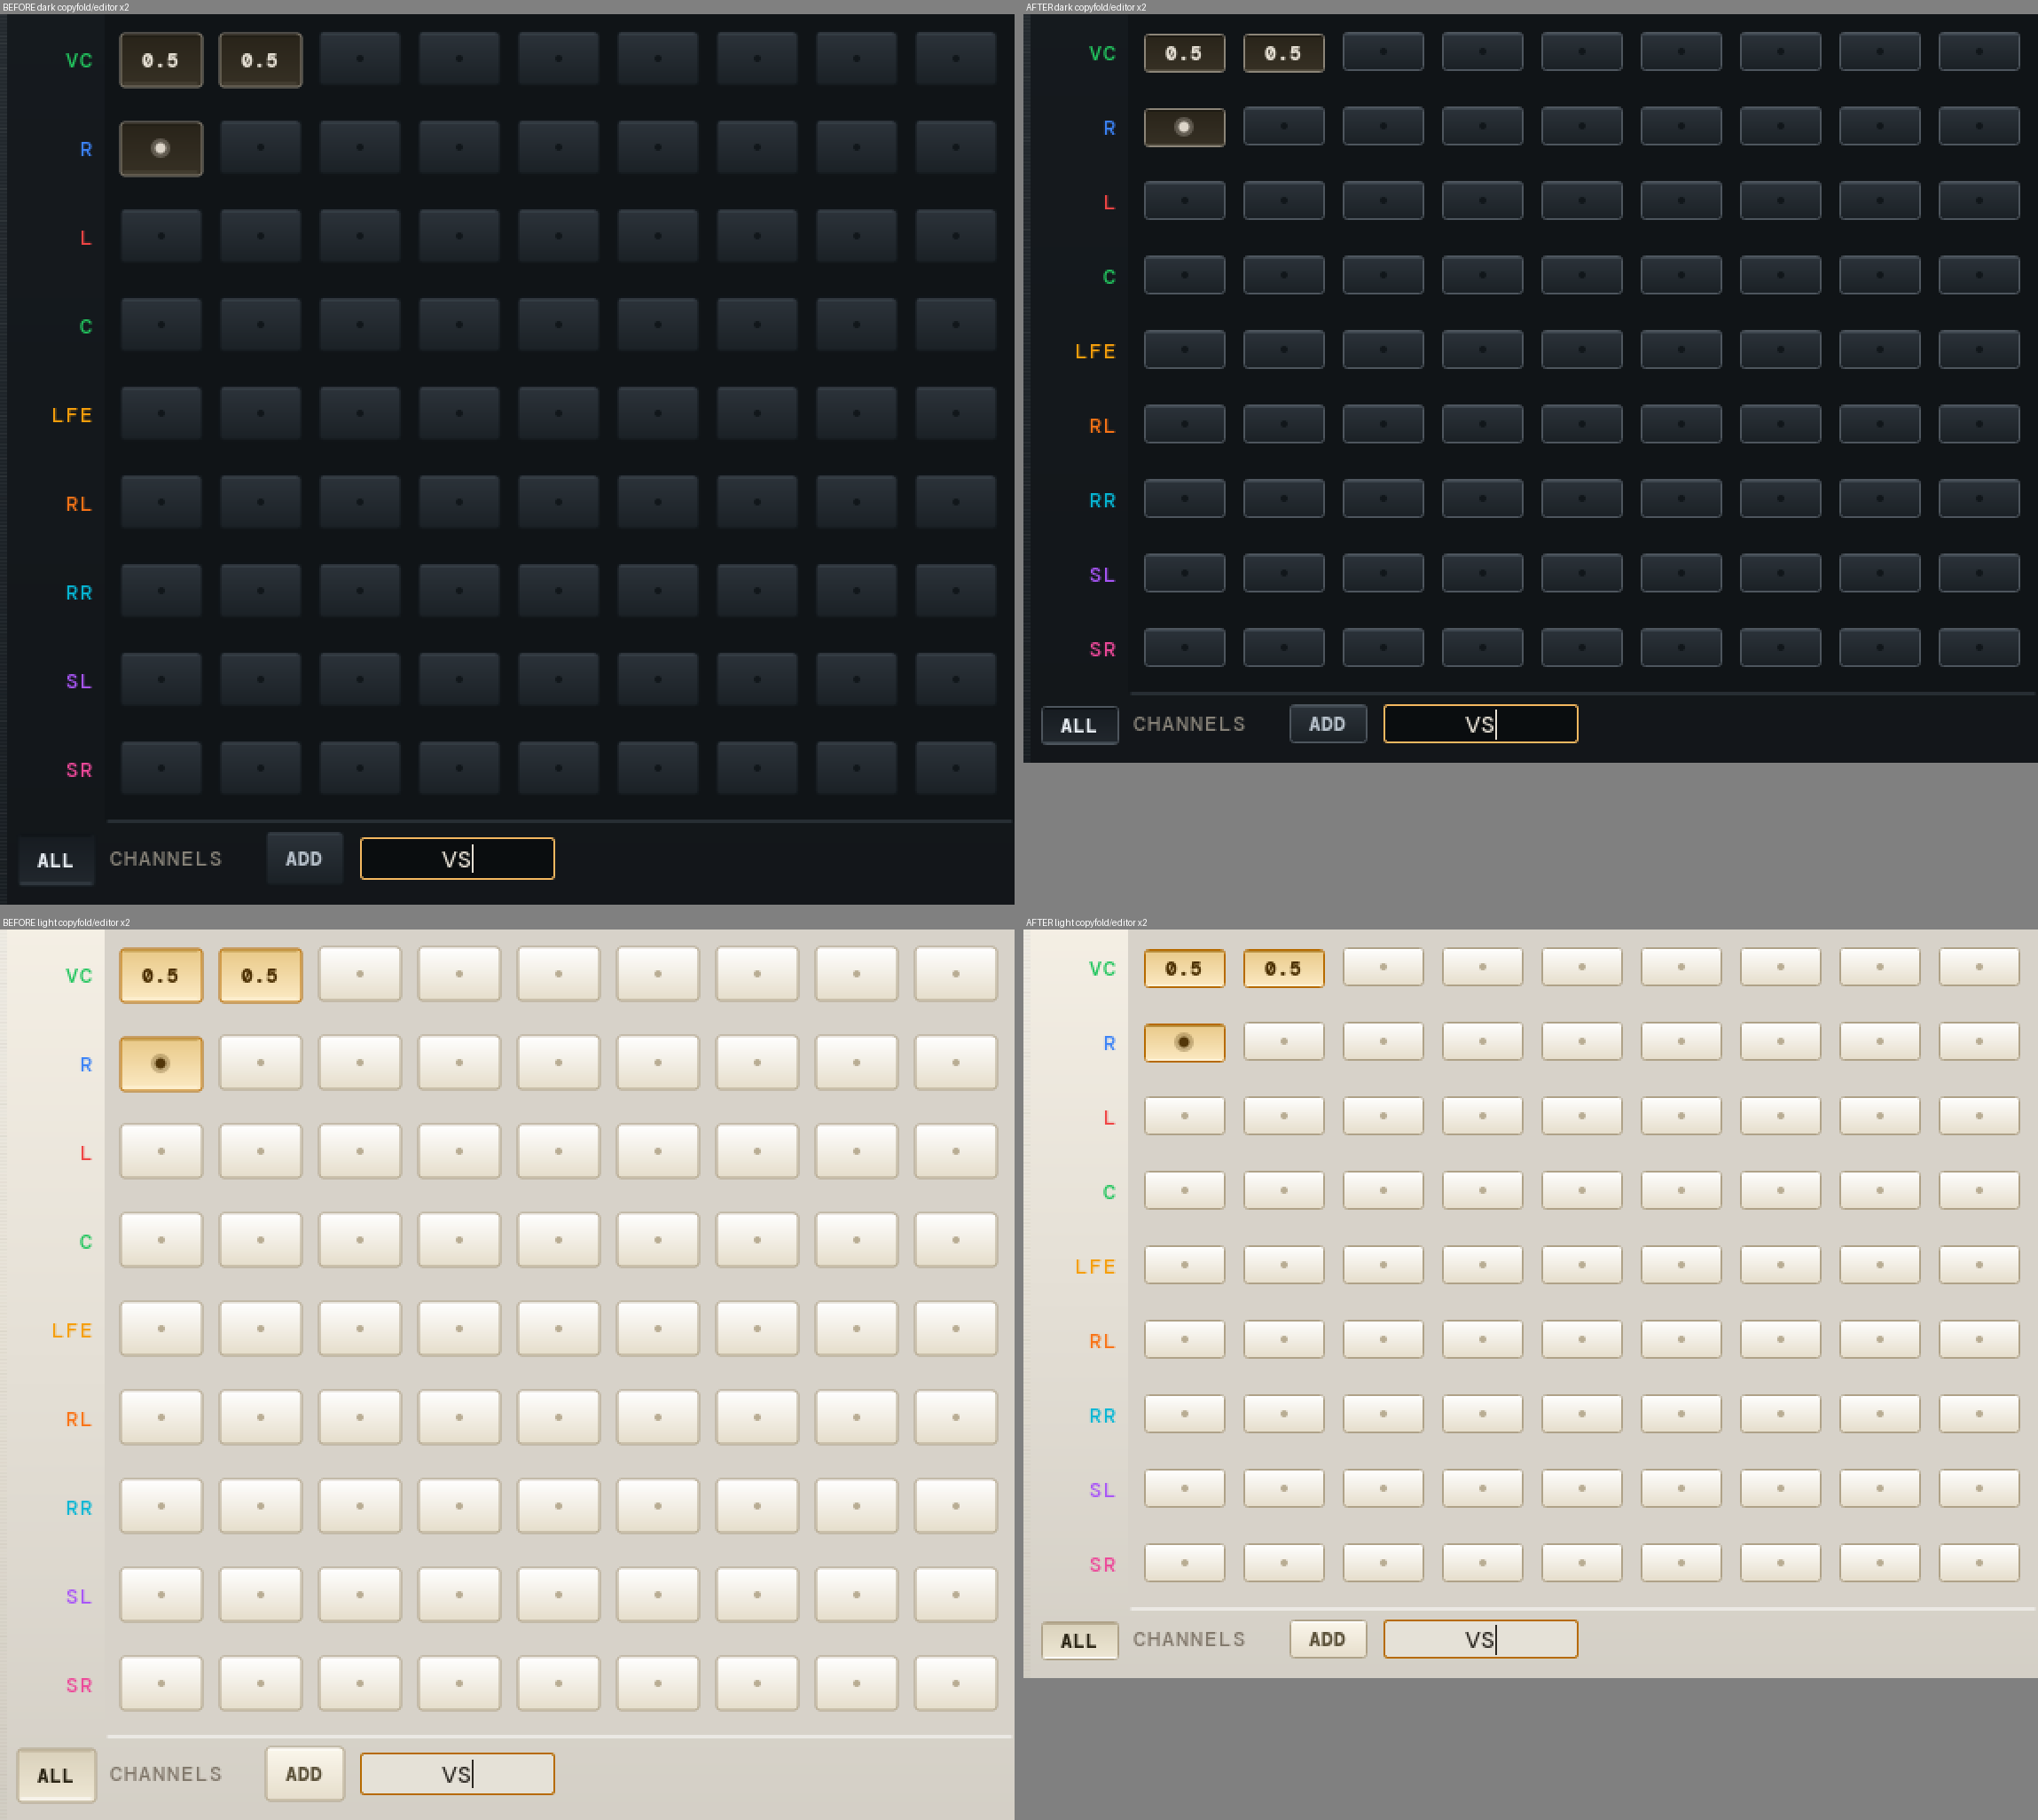 BEFORE dark copyfold/editor x2
VC 0.5 0.5
R
L
C
LFE
RL
RR
SL
SR
ALL CHANNELS ADD VS
AFTER dark copyfold/editor x2
VC 0.5 0.5
R
L
C
LFE
RL
RR
SL
SR
ALL CHANNELS ADD VS
BEFORE light copyfold/editor x2
VC 0.5 0.5
R
L
C
LFE
RL
RR
SL
SR
ALL CHANNELS ADD VS
AFTER light copyfold/editor x2
VC 0.5 0.5
R
L
C
LFE
RL
RR
SL
SR
ALL CHANNELS ADD VS